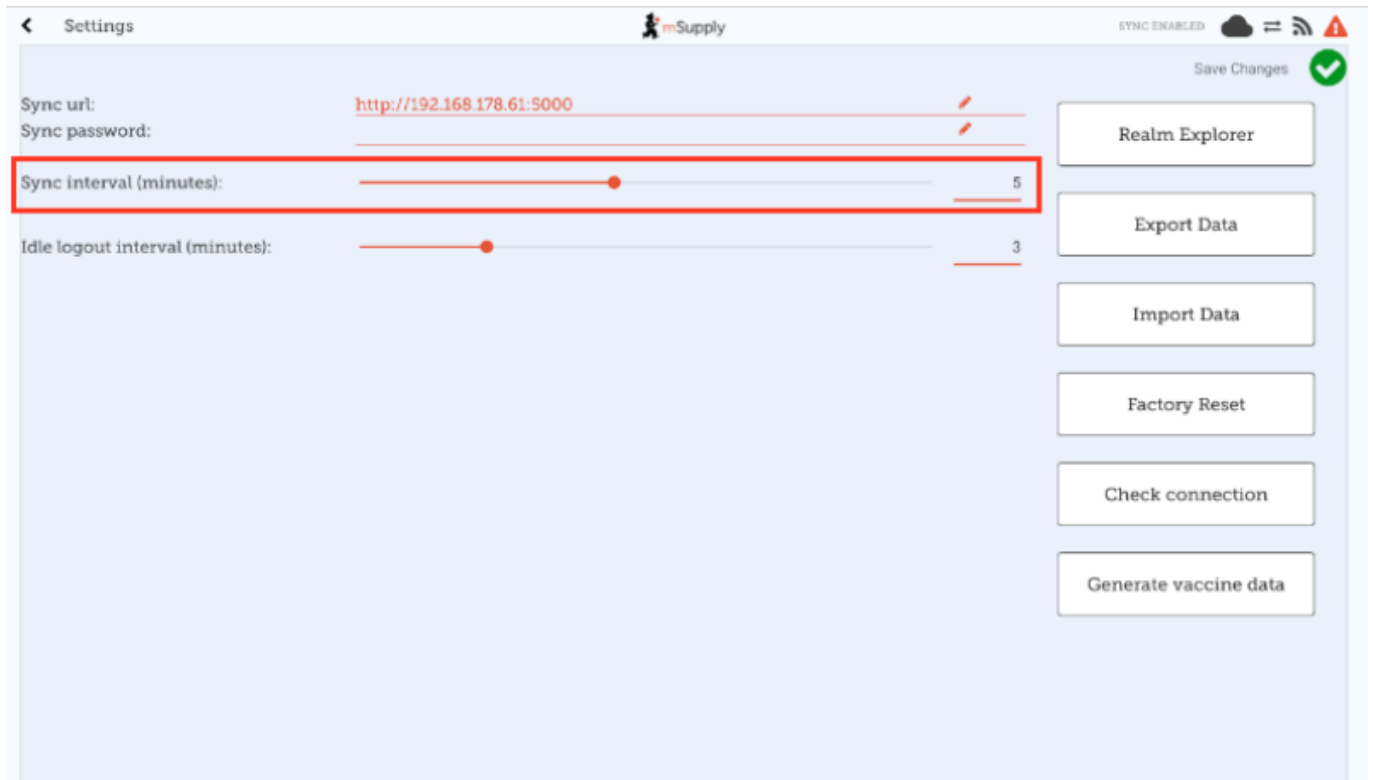 Settings
mSupply
SYNC ENABLED
Save Changes
Sync url:
http://192.168.178.61:5000
Sync password:
Sync interval (minutes):
5
Idle logout interval (minutes):
3
Realm Explorer
Export Data
Import Data
Factory Reset
Check connection
Generate vaccine data